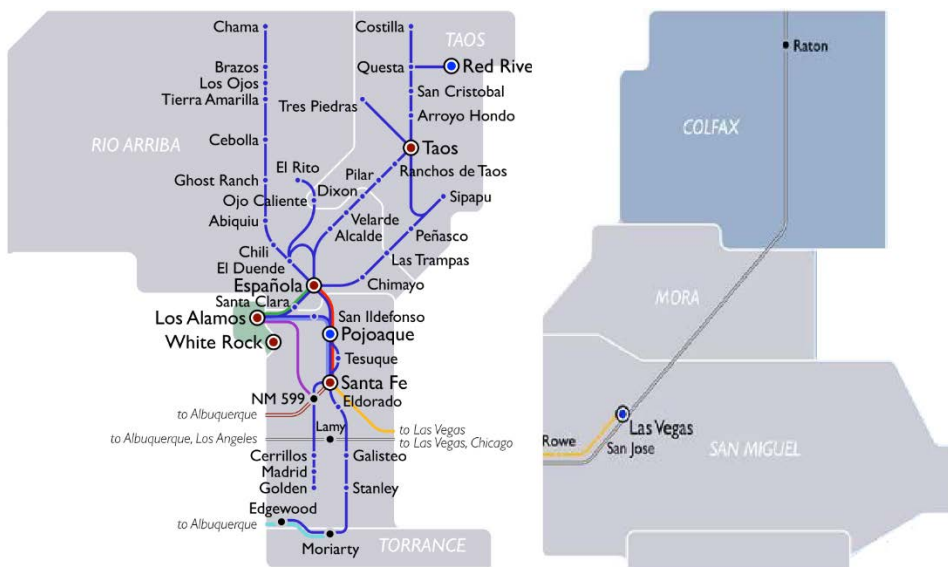 Chama
Costilla
TAOS
Brazos
Questa
Red Rive
Los Ojos
Tierra Amarilla
San Cristobal
Tres Piedras
Arroyo Hondo
Cebolla
RIO ARRIBA
Taos
El Rito
Pilar
Ranchos de Taos
Ghost Ranch
Dixon
Sipapu
Ojo Caliente
Abiquiu
Velarde
Alcalde
Peñasco
Chili
Las Trampas
El Duende
Española
Chimayo
Santa Clara
Los Alamos
San Ildefonso
White Rock
Pojoaque
Tesuque
Santa Fe
NM 599
Eldorado
to Albuquerque
Lamy
to Las Vegas
to Albuquerque, Los Angeles
to Las Vegas, Chicago
Cerrillos
Galisteo
Madrid
Golden
Stanley
Edgewood
to Albuquerque
Moriarty
TORRANCE
Raton
COLFAX
MORA
Las Vegas
Rowe
San Jose
SAN MIGUEL